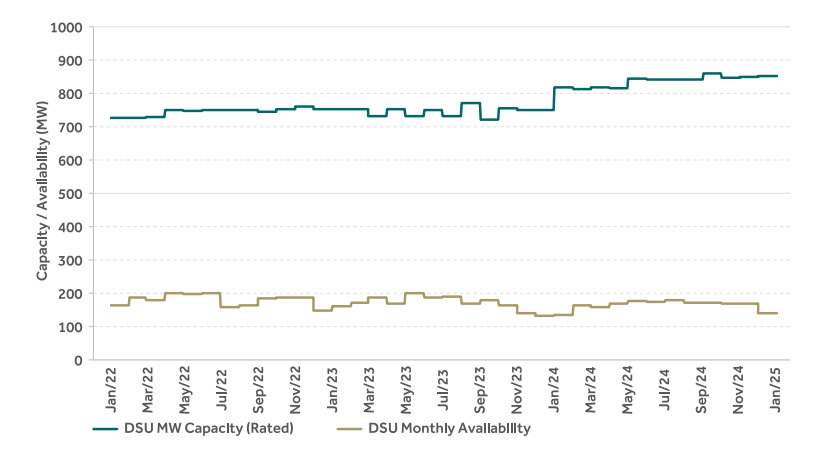 Capacity / Availability (MW)
1000
900
800
700
600
500
400
300
200
100
0
Jan/22
Mar/22
May/22
Jul/22
Sep/22
Nov/22
Jan/23
Mar/23
May/23
Jul/23
Sep/23
Nov/23
Jan/24
Mar/24
May/24
Jul/24
Sep/24
Nov/24
Jan/25
DSU MW Capacity (Rated) DSU Monthly Availability